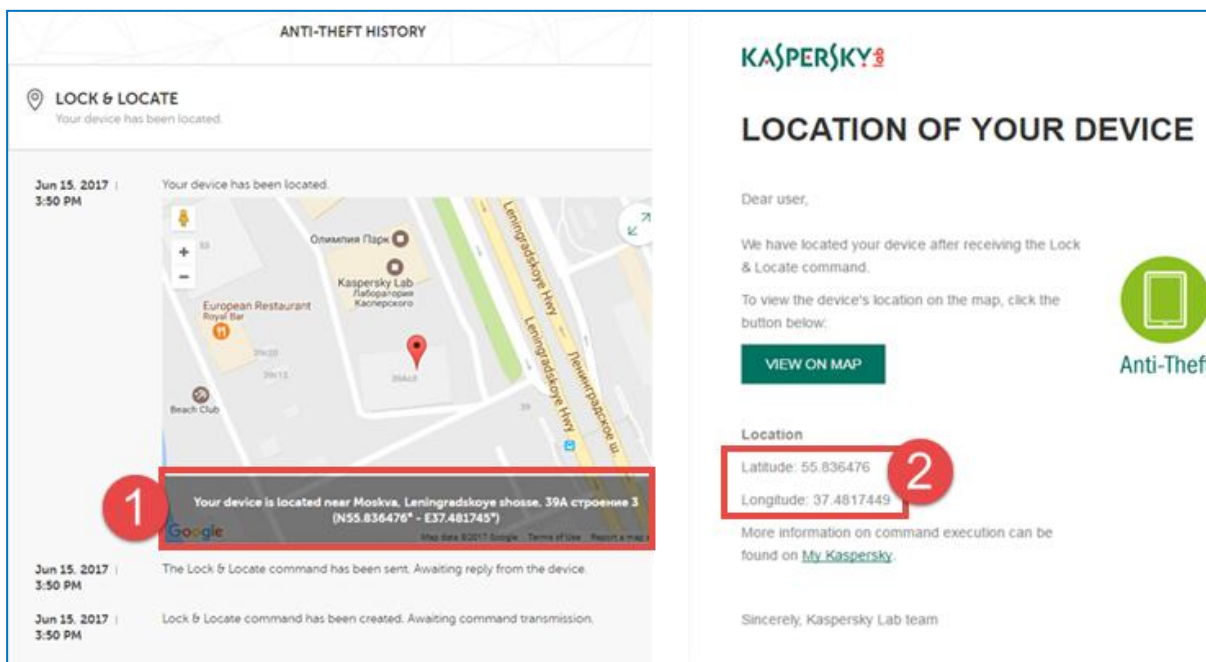 ANTI-THEFT HISTORY
LOCK & LOCATE
Your device has been located.
Jun 15, 2017 |
3:50 PM
Your device has been located.
Олимпия Парк
Kaspersky Lab
Лаборатория
Касперского
European Restaurant
Royal Bar
Beach Club
39с20
39с13
39Ас3
39
53
Leningradskoye Hwy
Leningradskoye Hwy
Ленинградское ш.
1
Your device is located near Moskva, Leningradskoye shosse, 39А строение 3
(N55.836476° - E37.481745°)
Google
Map data ©2017 Google Terms of Use Report a map
Jun 15, 2017 |
3:50 PM
The Lock & Locate command has been sent. Awaiting reply from the device.
Jun 15, 2017 |
3:50 PM
Lock & Locate command has been created. Awaiting command transmission.
KASPERSKY lab
LOCATION OF YOUR DEVICE
Dear user,
We have located your device after receiving the Lock
& Locate command.
To view the device's location on the map, click the
button below:
VIEW ON MAP
Anti-Theft
Location
Latitude: 55.836476
Longitude: 37.4817449
2
More information on command execution can be
found on My Kaspersky.
Sincerely, Kaspersky Lab team